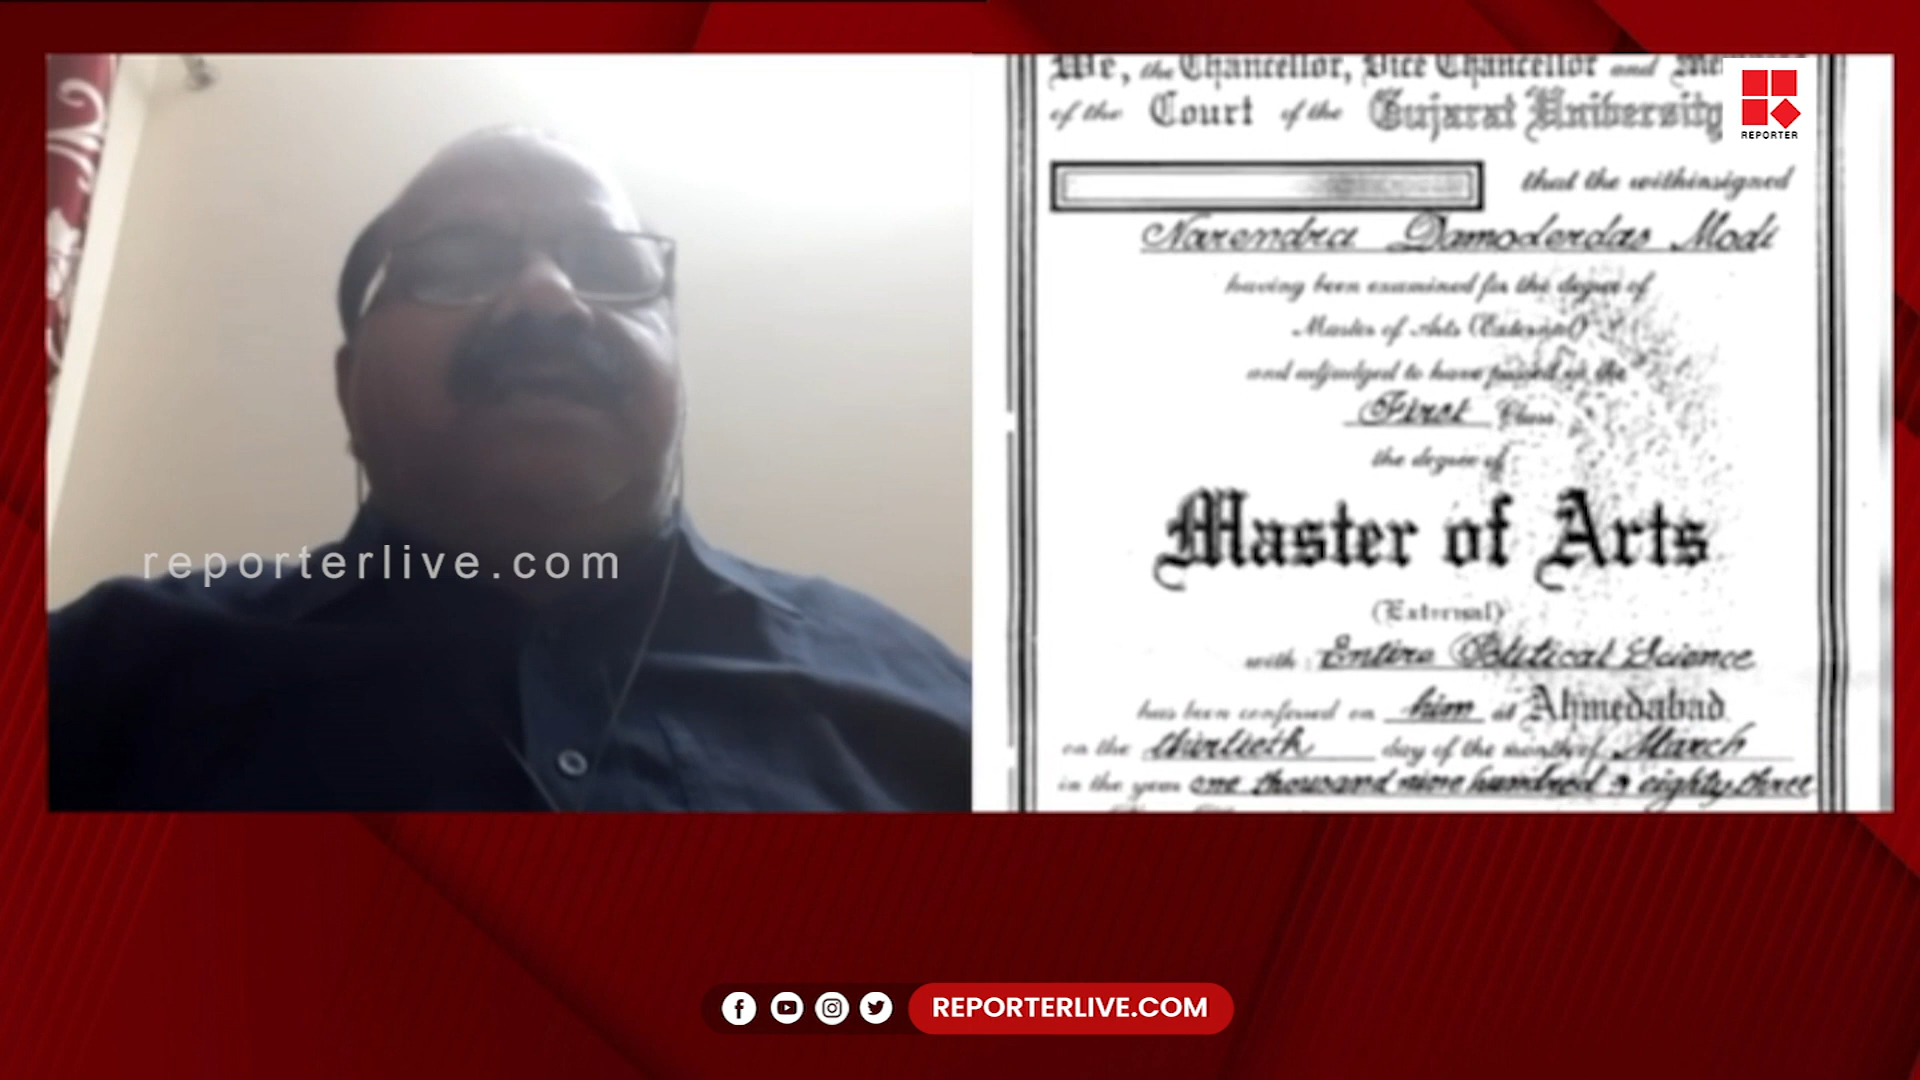 We, the Chancellor, Vice Chancellor and Me
of the Court of the Gujarat University
REPORTER
that the withinsigned
Narendra Damoderdas Modi
having been examined for the degree of
Master of Arts (External)
and adjudged to have passed in the
First Class
the degree of
Master of Arts
(External)
with : Entire Political Science
has been conferred on him at Ahmedabad
on the thirtieth day of the month of March
in the year one thousand nine hundred & eighty three
reporterlive.com
REPORTERLIVE.COM